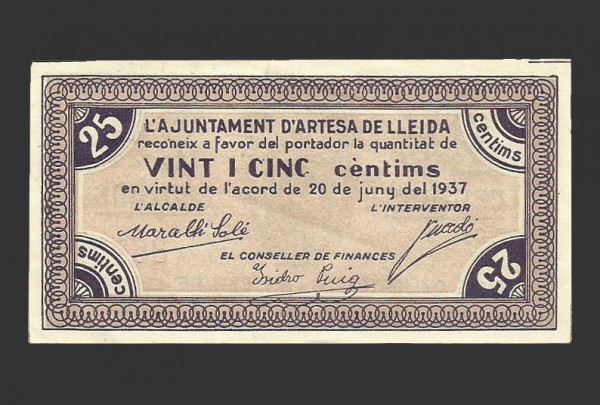 25
centims
L'AJUNTAMENT D'ARTESA DE LLEIDA
reconeix a favor del portador la quantitat de
VINT I CINC cèntims
en virtut de l'acord de 20 de juny del 1937
L'ALCALDE L'INTERVENTOR
EL CONSELLER DE FINANCES
Isidro Puig
centims
25